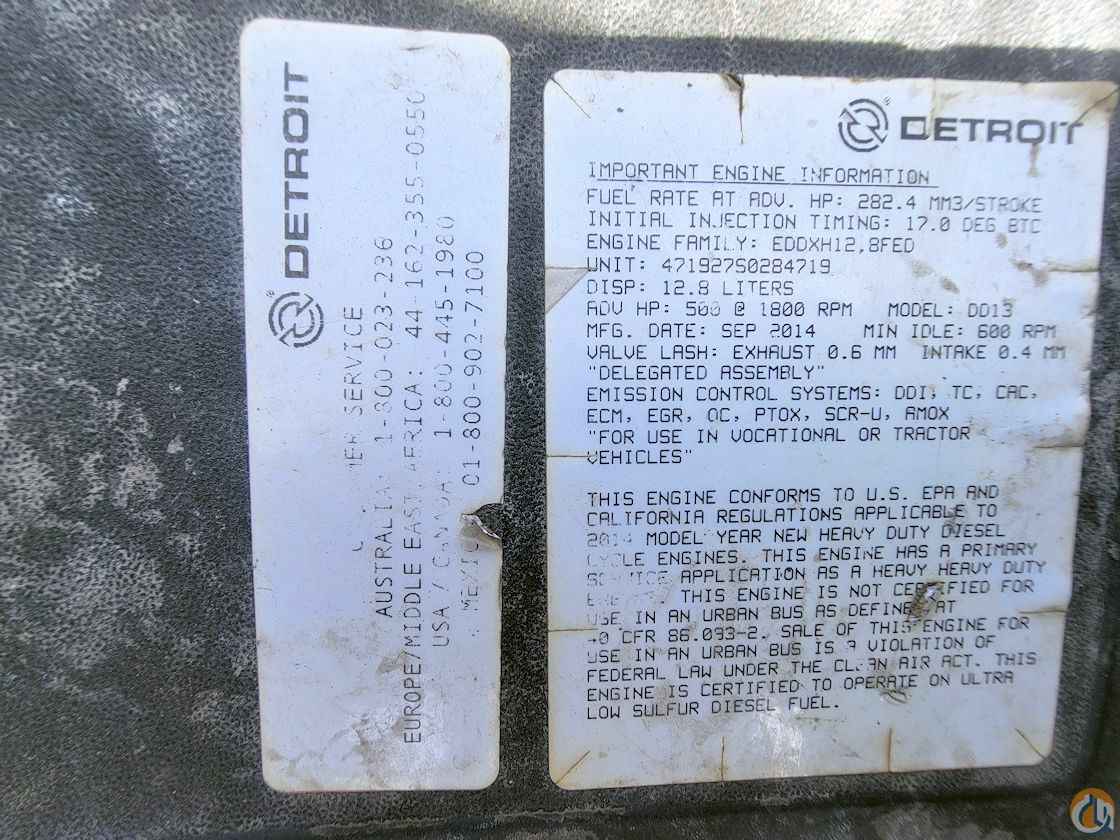 DETROIT
SERVICE
AUSTRALIA: 1-800-023-236
EUROPE/MIDDLE EAST/AFRICA: 44-162-355-0550
USA / CANADA: 1-800-445-1980
MEXICO 01-800-902-7100
DETROIT
IMPORTANT ENGINE INFORMATION
FUEL RATE AT ADV. HP: 282.4 MM3/STROKE
INITIAL INJECTION TIMING: 17.0 DEG BTC
ENGINE FAMILY: EDDXH12.8FED
UNIT: 471927S0284719
DISP: 12.8 LITERS
ADV HP: 500 @ 1800 RPM MODEL: DD13
MFG. DATE: SEP 2014 MIN IDLE: 600 RPM
VALVE LASH: EXHAUST 0.6 MM INTAKE 0.4 MM
"DELEGATED ASSEMBLY"
EMISSION CONTROL SYSTEMS: DDI, TC, CAC,
ECM, EGR, OC, PTOX, SCR-U, AMOX
"FOR USE IN VOCATIONAL OR TRACTOR
VEHICLES"
THIS ENGINE CONFORMS TO U.S. EPA AND
CALIFORNIA REGULATIONS APPLICABLE TO
2014 MODEL YEAR NEW HEAVY DUTY DIESEL
CYCLE ENGINES. THIS ENGINE HAS A PRIMARY
SERVICE APPLICATION AS A HEAVY HEAVY DUTY
THIS ENGINE IS NOT CERTIFIED FOR
USE IN AN URBAN BUS AS DEFINED AT
40 CFR 86.093-2. SALE OF THIS ENGINE FOR
USE IN AN URBAN BUS IS A VIOLATION OF
FEDERAL LAW UNDER THE CLEAN AIR ACT. THIS
ENGINE IS CERTIFIED TO OPERATE ON ULTRA
LOW SULFUR DIESEL FUEL.